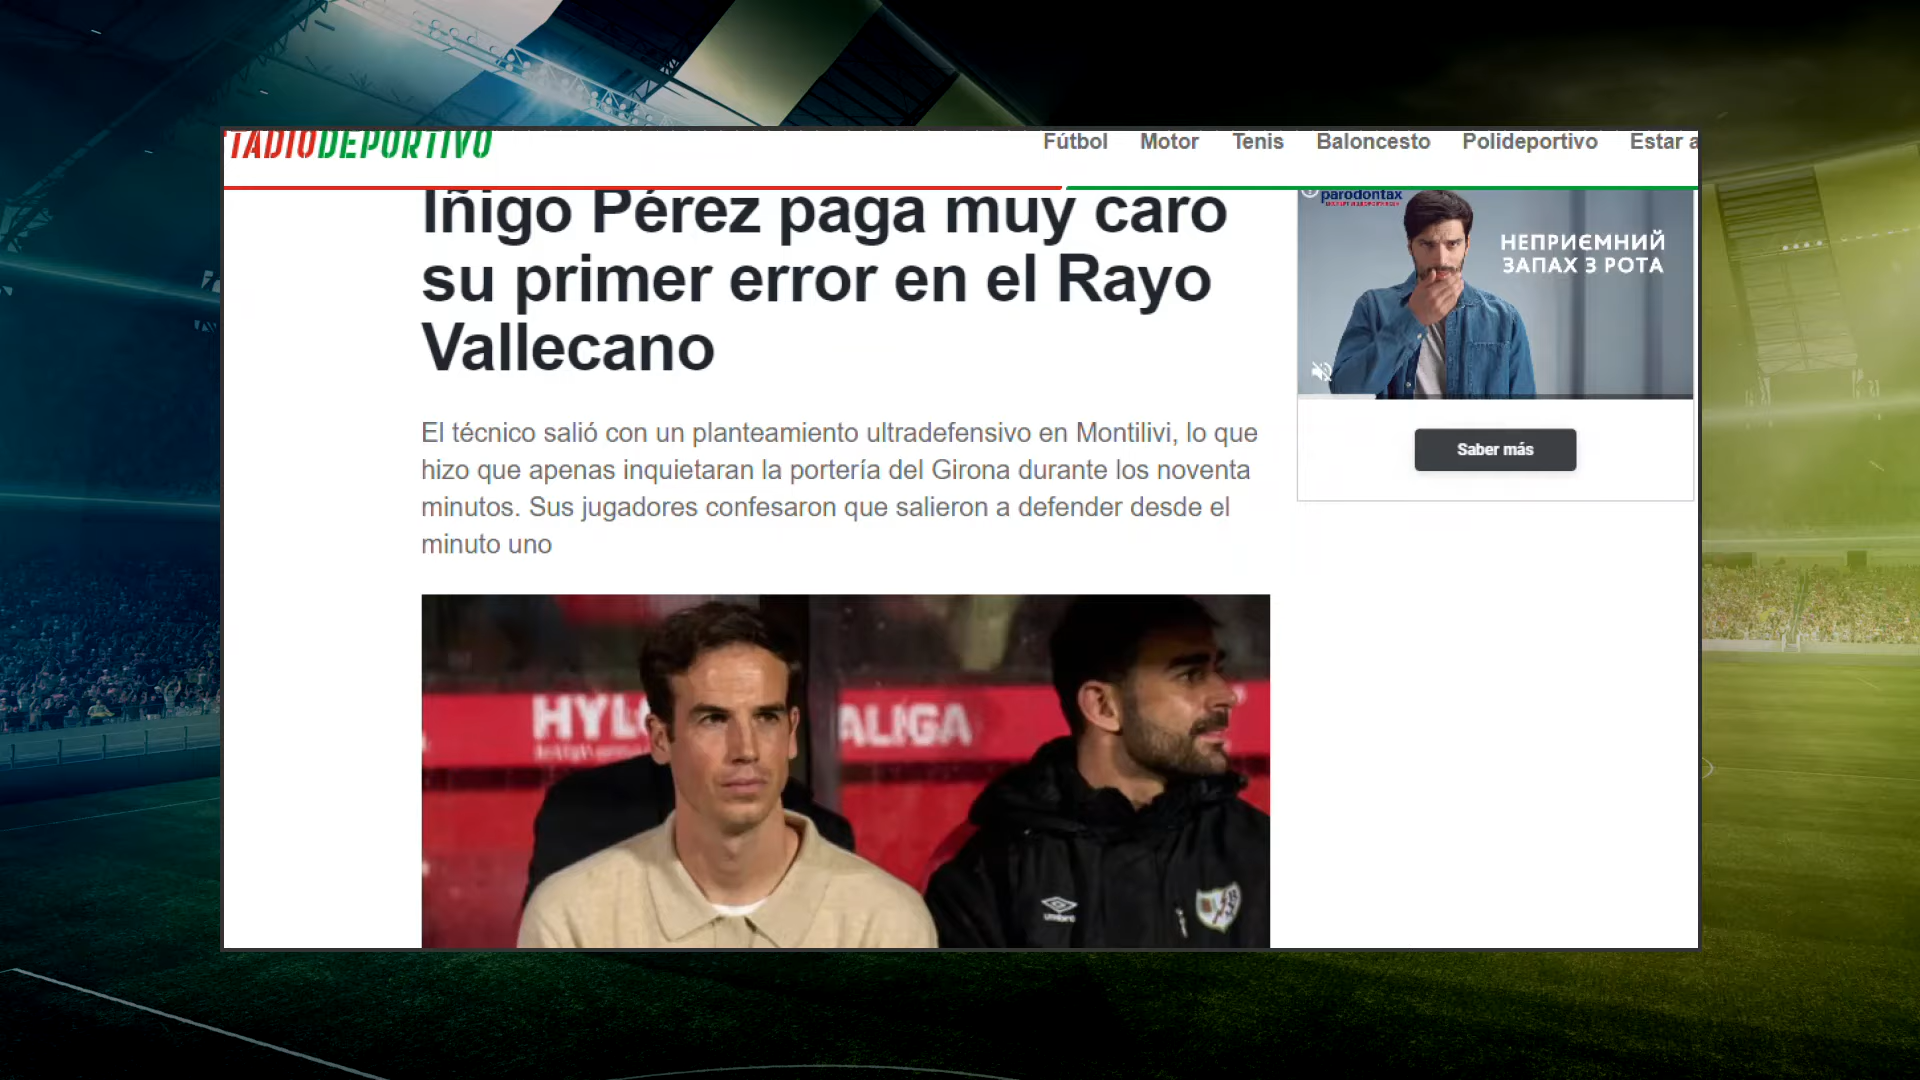 TADIODEPORTIVO
Fútbol Motor Tenis Baloncesto Polideportivo Estar a
Iñigo Pérez paga muy caro
su primer error en el Rayo
Vallecano
El técnico salió con un planteamiento ultradefensivo en Montilivi, lo que
hizo que apenas inquietaran la portería del Girona durante los noventa
minutos. Sus jugadores confesaron que salieron a defender desde el
minuto uno
parodontax
НЕПРИЄМНИЙ
ЗАПАХ З РОТА
Saber más
HYL
ALIGA
umbro